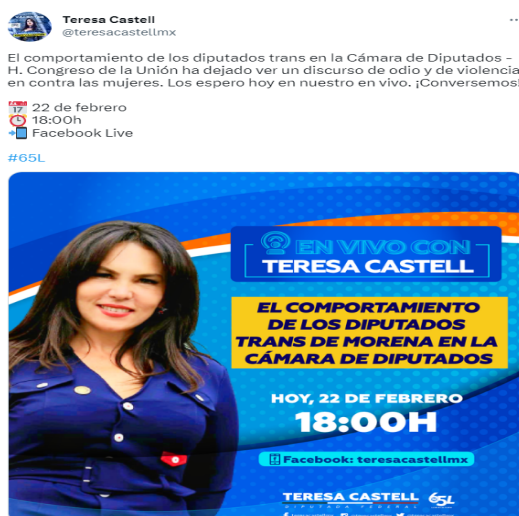 Teresa Castell
@teresacastellmx
El comportamiento de los diputados trans en la Cámara de Diputados -
H. Congreso de la Unión ha dejado ver un discurso de odio y de violencia
en contra las mujeres. Los espero hoy en nuestro en vivo. ¡Conversemos!
22 de febrero
18:00h
Facebook Live
#65L
EN VIVO CON
TERESA CASTELL
EL COMPORTAMIENTO
DE LOS DIPUTADOS
TRANS DE MORENA EN LA
CÁMARA DE DIPUTADOS
HOY, 22 DE FEBRERO
18:00H
Facebook: teresacastellmx
TERESA CASTELL 65L
DIPUTADA FEDERAL